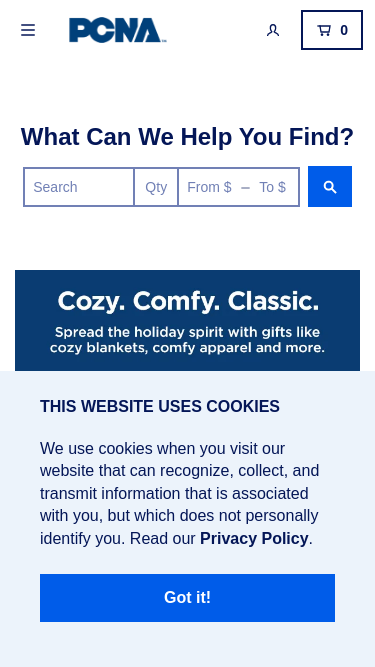 PCNA
0
What Can We Help You Find?
Search Qty From $ – To $
Cozy. Comfy. Classic.
Spread the holiday spirit with gifts like
cozy blankets, comfy apparel and more.
THIS WEBSITE USES COOKIES
We use cookies when you visit our
website that can recognize, collect, and
transmit information that is associated
with you, but which does not personally
identify you. Read our Privacy Policy.
Got it!